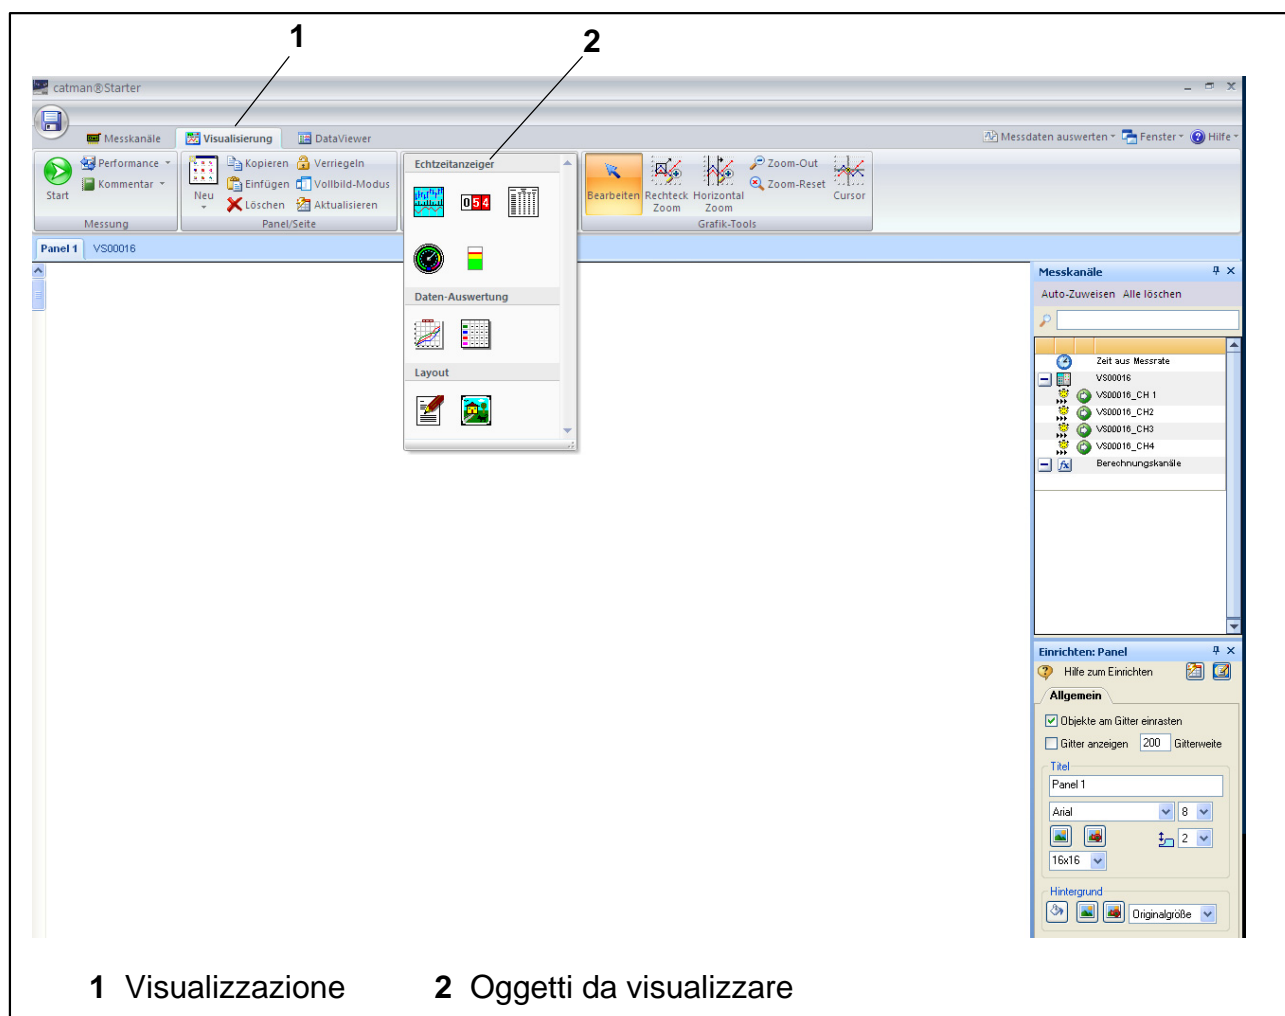 1 2
catman®Starter
Messkanäle Visualisierung DataViewer Messdaten auswerten Fenster Hilfe
Start Performance Kommentar Messung
Neu Kopieren Einfügen Löschen Verriegeln Vollbild-Modus Aktualisieren Panel/Seite
Echtzeitanzeiger
054
Daten-Auswertung
Layout
Bearbeiten Rechteck Zoom Horizontal Zoom Zoom-Out Zoom-Reset Cursor Grafik-Tools
Panel 1 VS00016
Messkanäle
Auto-Zuweisen Alle löschen
Zeit aus Messrate
VS00016
VS00016_CH 1
VS00016_CH2
VS00016_CH3
VS00016_CH4
fx Berechnungskanäle
Einrichten: Panel
Hilfe zum Einrichten
Allgemein
Objekte am Gitter einrasten
Gitter anzeigen 200 Gitterweite
Titel
Panel 1
Arial 8
2
16x16
Hintergrund
Originalgröße
1 Visualizzazione 2 Oggetti da visualizzare